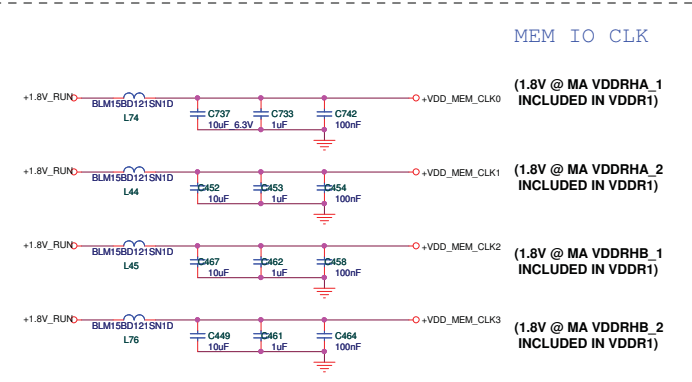 MEM IO CLK
+1.8V_RUN
BLM15BD121SN1D
L74
C737
10uF 6.3V
C733
1uF
C742
100nF
+VDD_MEM_CLK0
(1.8V @ MA VDDRHA_1
INCLUDED IN VDDR1)
+1.8V_RUN
BLM15BD121SN1D
L44
C452
10uF
C453
1uF
C454
100nF
+VDD_MEM_CLK1
(1.8V @ MA VDDRHA_2
INCLUDED IN VDDR1)
+1.8V_RUN
BLM15BD121SN1D
L45
C467
10uF
C462
1uF
C458
100nF
+VDD_MEM_CLK2
(1.8V @ MA VDDRHB_1
INCLUDED IN VDDR1)
+1.8V_RUN
BLM15BD121SN1D
L76
C449
10uF
C461
1uF
C464
100nF
+VDD_MEM_CLK3
(1.8V @ MA VDDRHB_2
INCLUDED IN VDDR1)